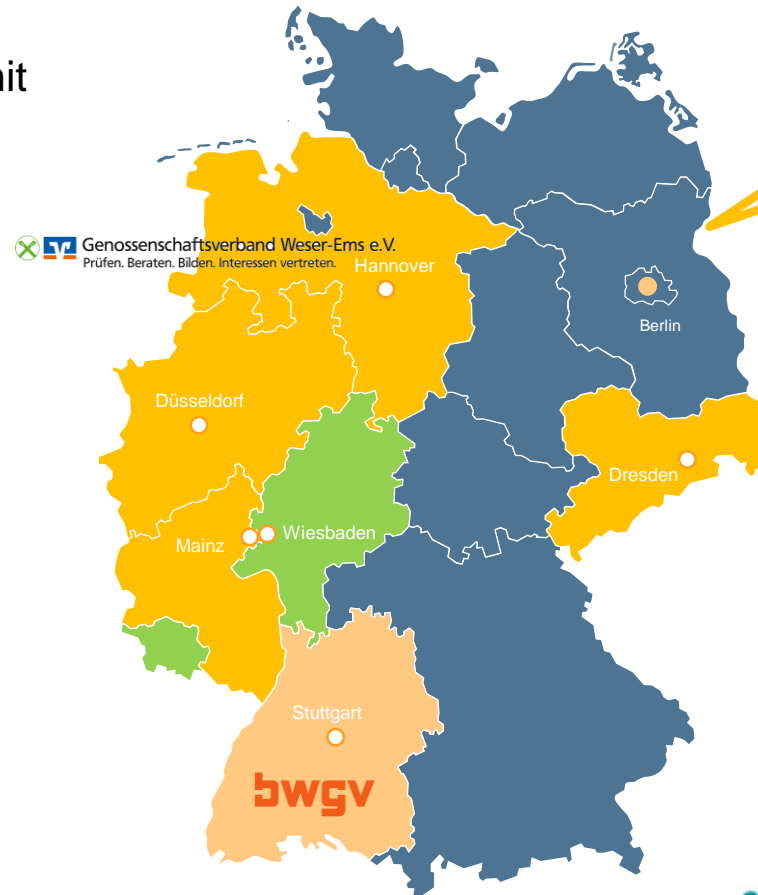 Genossenschaftsverband Weser-Ems e.V.
Prüfen. Beraten. Bilden. Interessen vertreten.
Hannover
Berlin
Düsseldorf
Dresden
Mainz
Wiesbaden
Stuttgart
bwgv